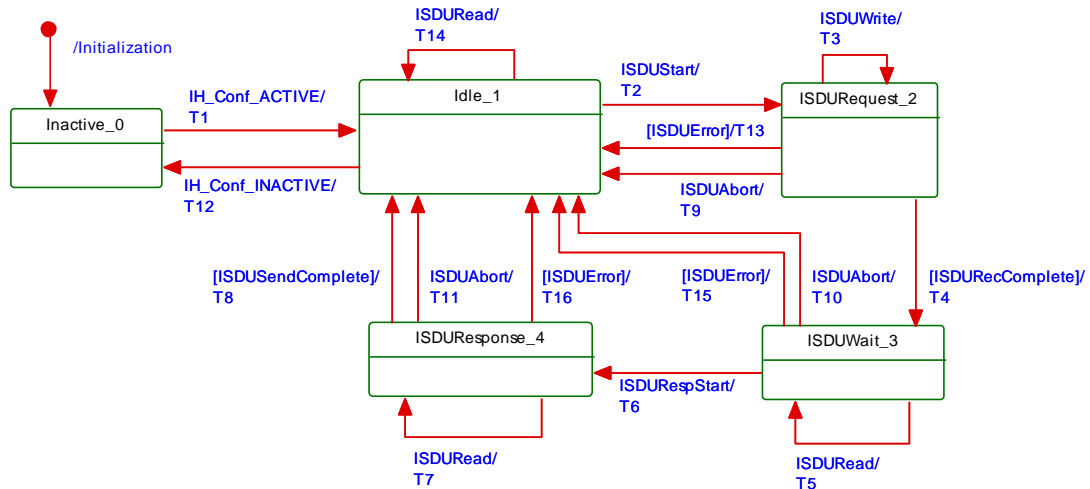 /Initialization
Inactive_0
IH_Conf_ACTIVE/
T1
IH_Conf_INACTIVE/
T12
ISDURead/
T14
Idle_1
ISDUStart/
T2
[ISDUError]/T13
ISDUAbort/
T9
ISDUWrite/
T3
ISDURequest_2
[ISDUSendComplete]/
T8
ISDUAbort/
T11
[ISDUError]/
T16
[ISDUError]/
T15
ISDUAbort/
T10
[ISDURecComplete]/
T4
ISDUResponse_4
ISDUWait_3
ISDURespStart/
T6
ISDURead/
T7
ISDURead/
T5